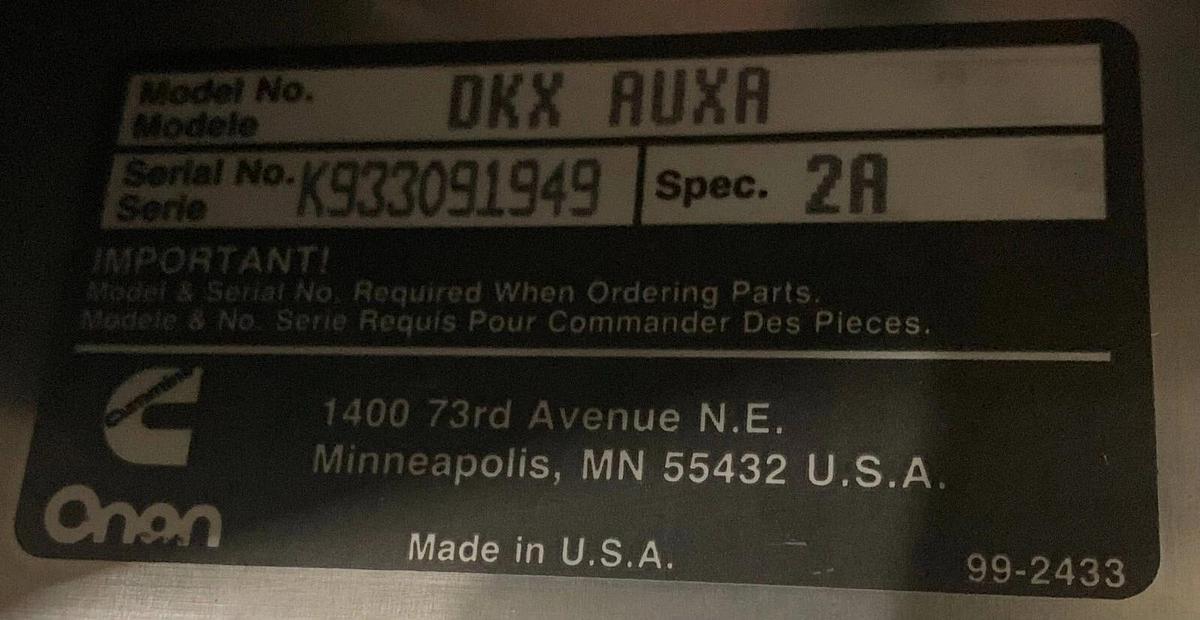 Model No. DKX AUXA
Modele
Serial No. K933091949 Spec. 2A
Serie
IMPORTANT!
Model & Serial No. Required When Ordering Parts.
Modele & No. Serie Requis Pour Commander Des Pieces.
Cummins
Onan
1400 73rd Avenue N.E.
Minneapolis, MN 55432 U.S.A.
Made in U.S.A.
99-2433